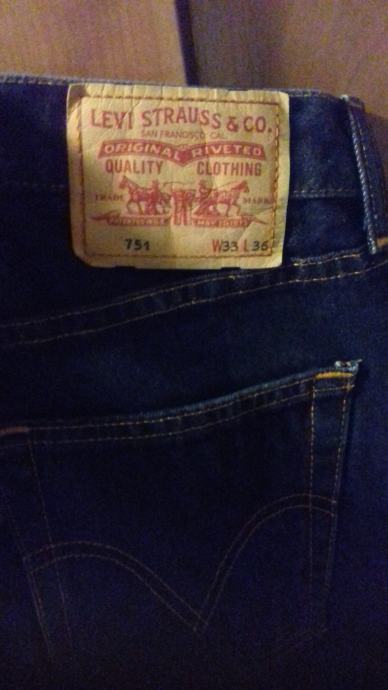 LEVI STRAUSS & CO.
SAN FRANCISCO CAL.
ORIGINAL RIVETED
QUALITY CLOTHING
TRADE MARK
751 W33 L36